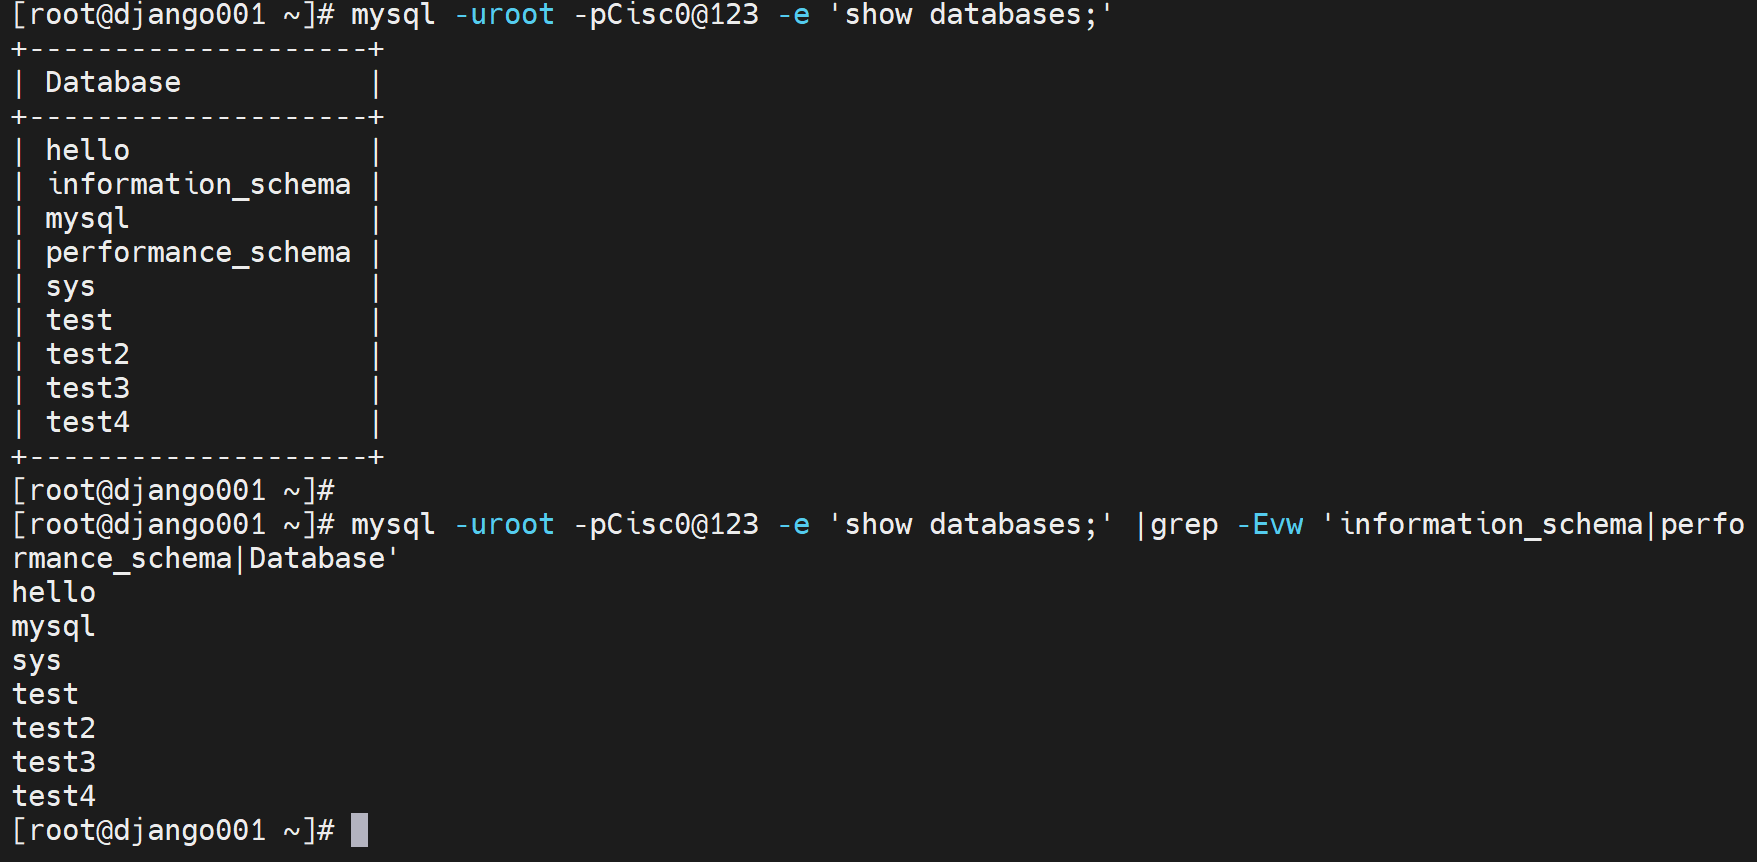 [root@django001 ~]# mysql -uroot -pCisc0@123 -e 'show databases;'
+--------------------+
| Database           |
+--------------------+
| hello              |
| information_schema |
| mysql              |
| performance_schema |
| sys                |
| test               |
| test2              |
| test3              |
| test4              |
+--------------------+
[root@django001 ~]#
[root@django001 ~]# mysql -uroot -pCisc0@123 -e 'show databases;' |grep -Evw 'information_schema|perfo
rmance_schema|Database'
hello
mysql
sys
test
test2
test3
test4
[root@django001 ~]#